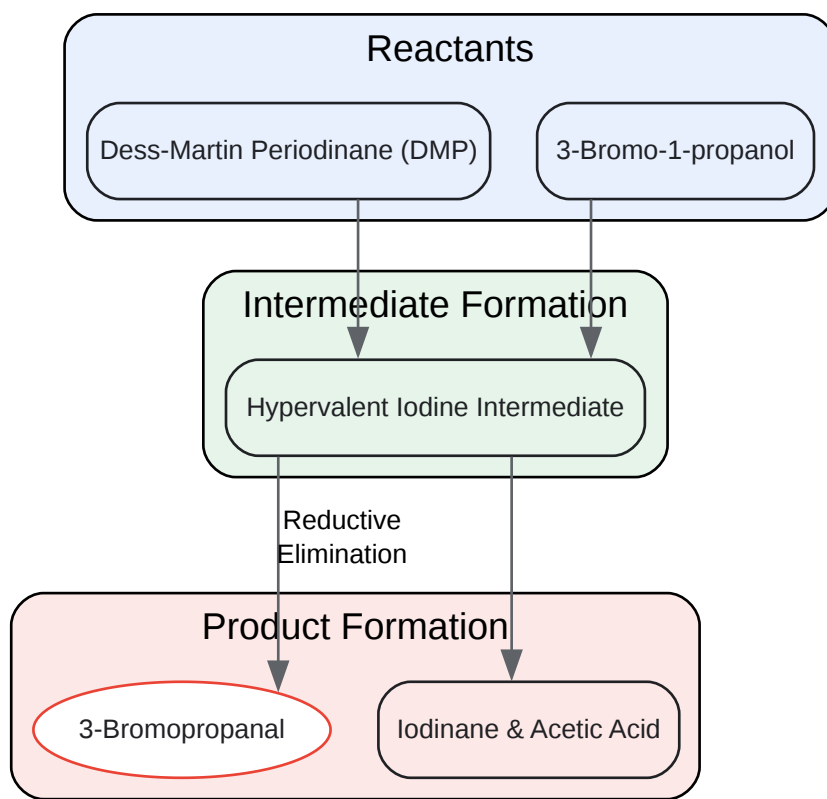 Reactants
Dess-Martin Periodinane (DMP)
3-Bromo-1-propanol
Intermediate Formation
Hypervalent Iodine Intermediate
Reductive
Elimination
Product Formation
3-Bromopropanal
Iodinane & Acetic Acid